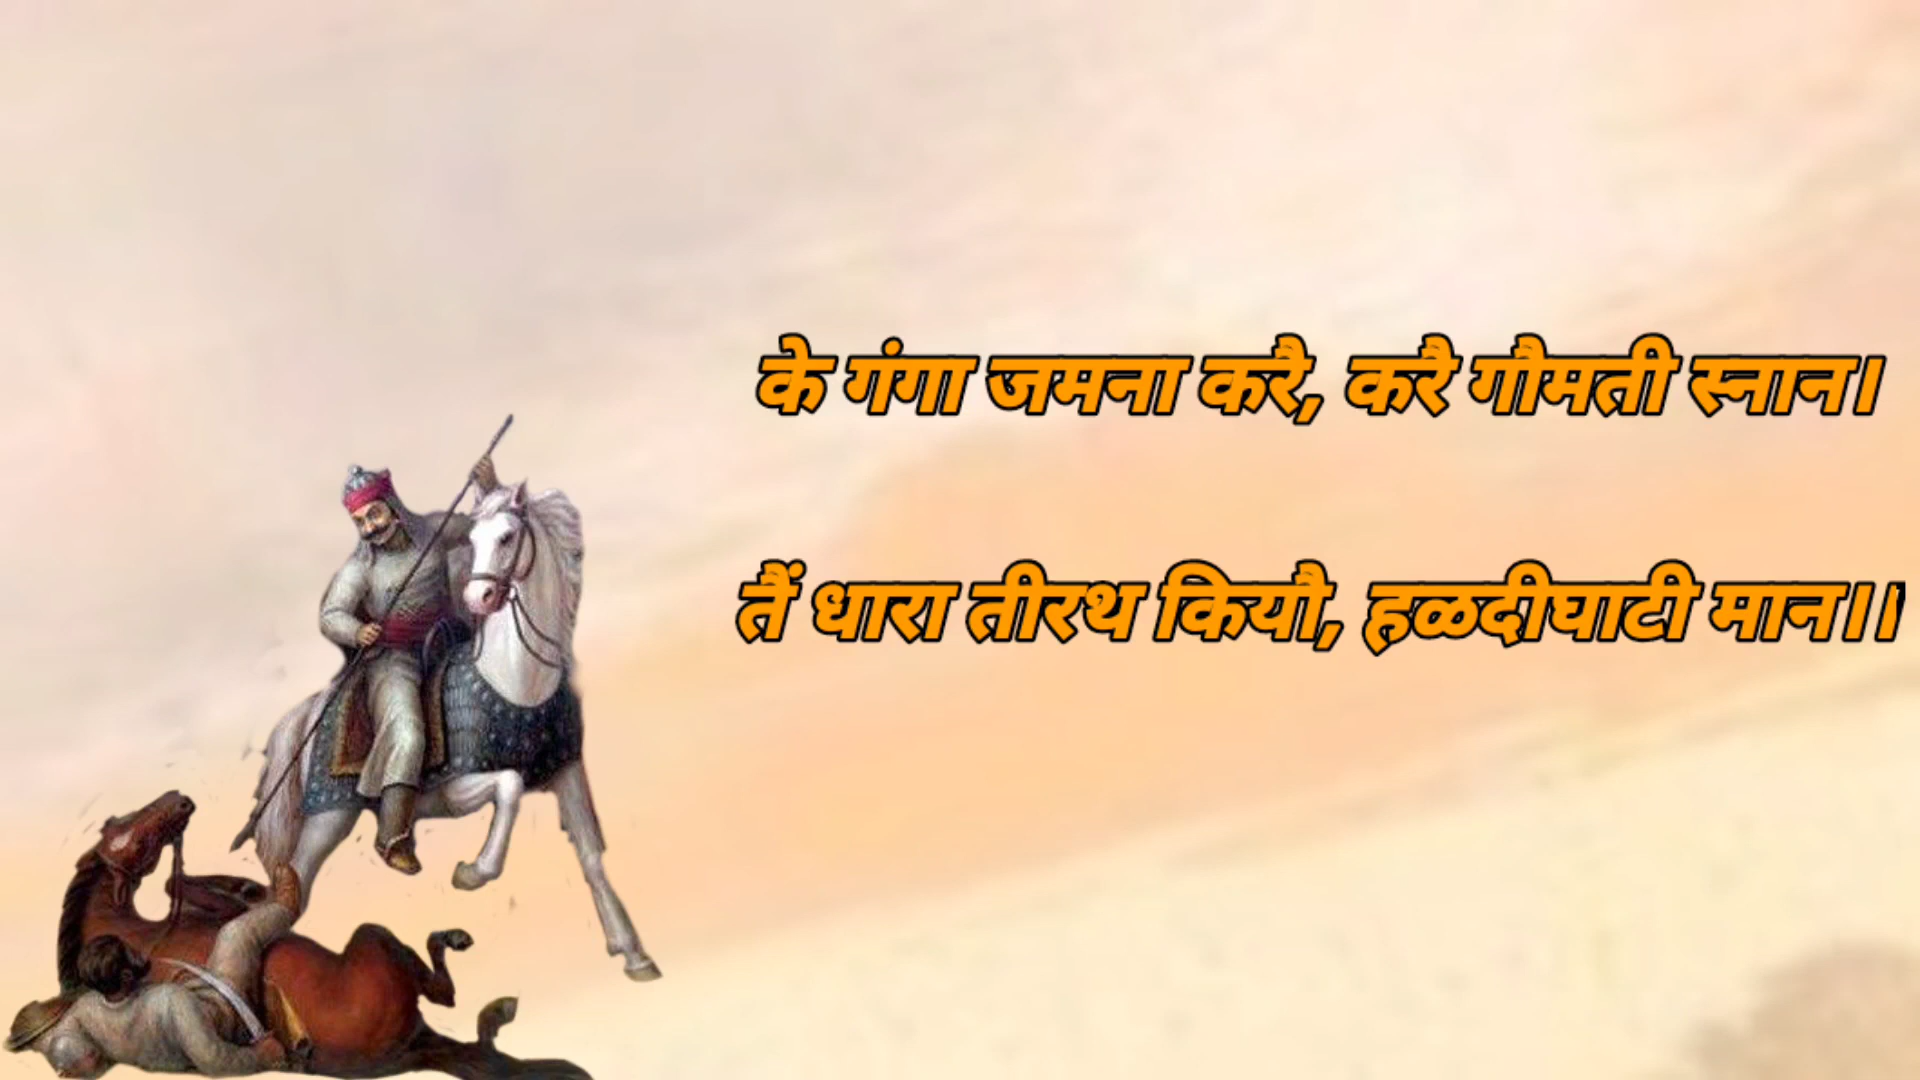 के गंगा जमना करै, करै गौमती स्नान।
तैं धारा तीरथ कियौ, हळदीघाटी मान।।